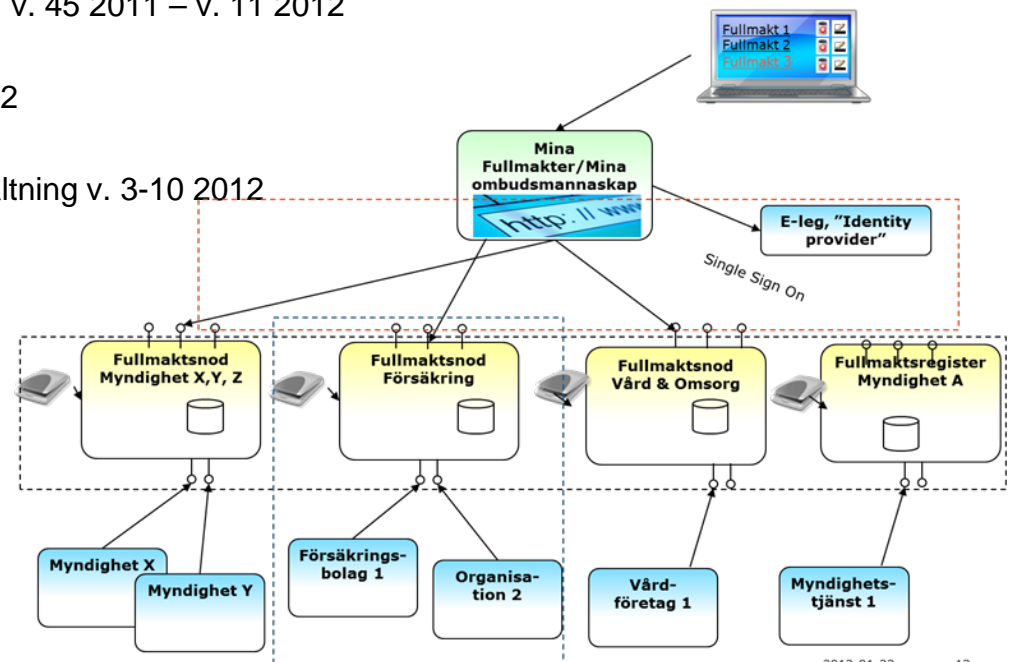 v. 45 2011 – v. 11 2012
2
ltning v. 3-10 2012
Fullmakt 1
Fullmakt 2
Fullmakt 3
Mina
Fullmakter/Mina
ombudsmannaskap
http: // www
E-leg, ”Identity
provider”
Single Sign On
Fullmaktsnod
Myndighet X,Y, Z
Fullmaktsnod
Försäkring
Fullmaktsnod
Vård & Omsorg
Fullmaktsregister
Myndighet A
Myndighet X
Myndighet Y
Försäkrings-
bolag 1
Organisa-
tion 2
Vård-
företag 1
Myndighets-
tjänst 1